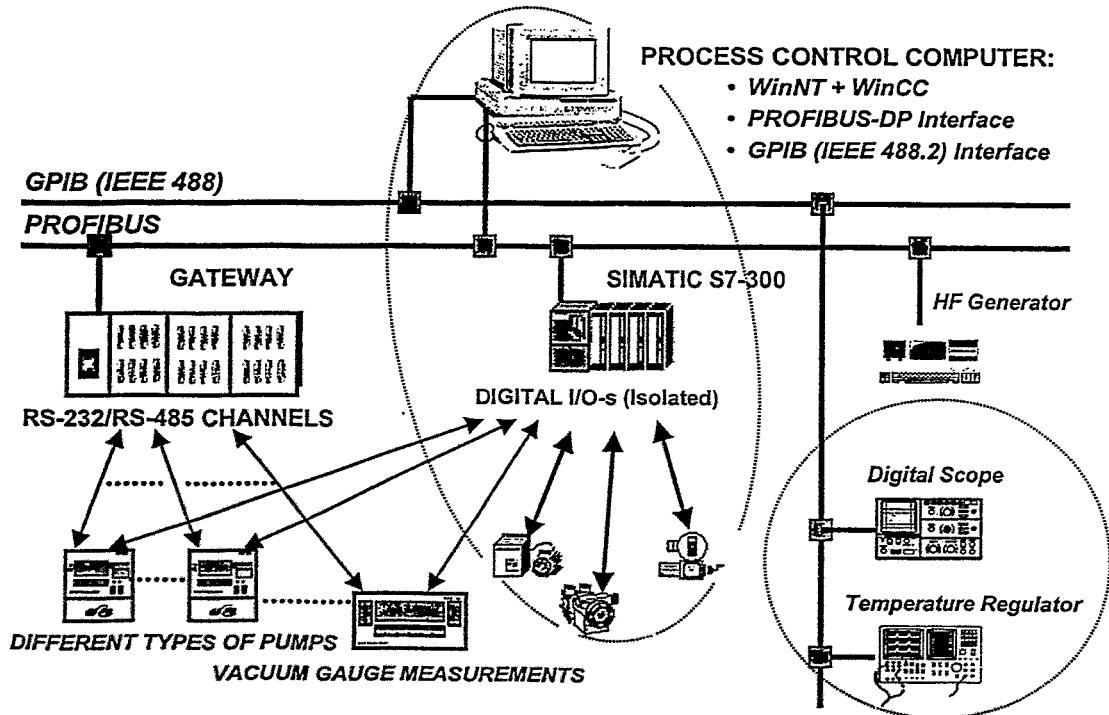 PROCESS CONTROL COMPUTER:
• WinNT + WinCC
• PROFIBUS-DP Interface
• GPIB (IEEE 488.2) Interface
GPIB (IEEE 488)
PROFIBUS
GATEWAY
SIMATIC S7-300
HF Generator
RS-232/RS-485 CHANNELS
DIGITAL I/O-s (Isolated)
Digital Scope
Temperature Regulator
DIFFERENT TYPES OF PUMPS
VACUUM GAUGE MEASUREMENTS